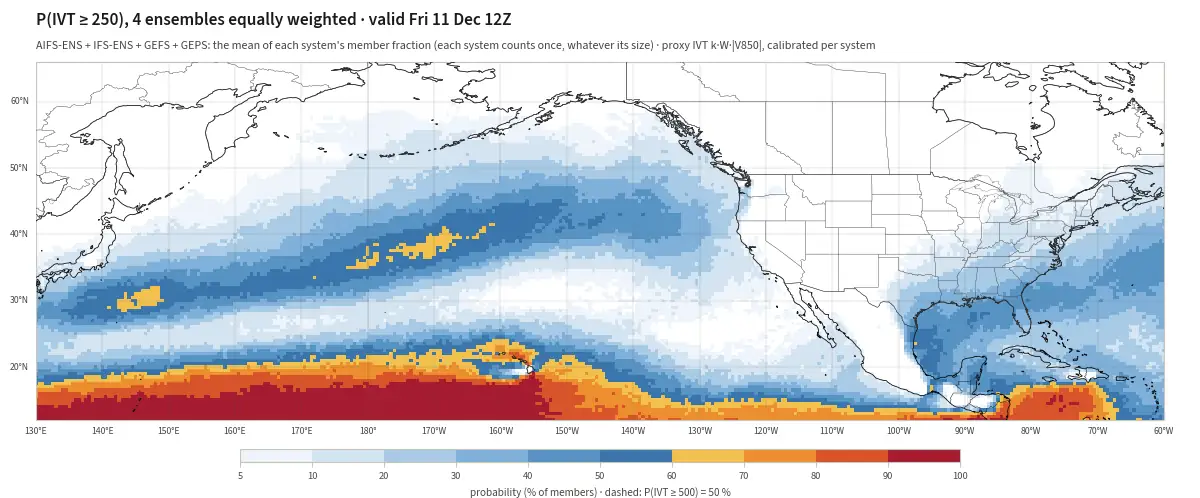 P(IVT ≥ 250), 4 ensembles equally weighted · valid Fri 11 Dec 12Z
AIFS-ENS + IFS-ENS + GEFS + GEPS: the mean of each system's member fraction (each system counts once, whatever its size) · proxy IVT k·W·|V850|, calibrated per system
60°N
50°N
40°N
30°N
20°N
130°E 140°E 150°E 160°E 170°E 180° 170°W 160°W 150°W 140°W 130°W 120°W 110°W 100°W 90°W 80°W 70°W 60°W
5 10 20 30 40 50 60 70 80 90 100
probability (% of members) · dashed: P(IVT ≥ 500) = 50 %